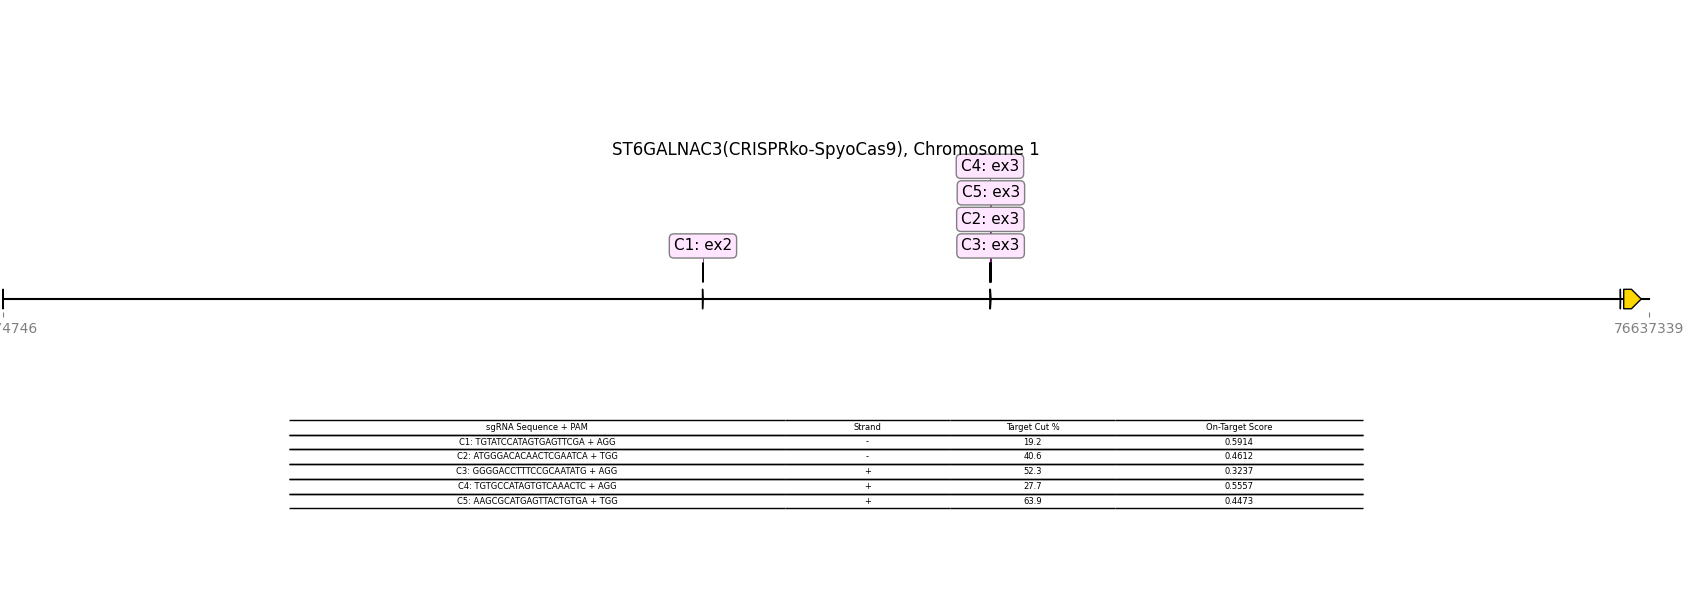 ST6GALNAC3(CRISPRko-SpyoCas9), Chromosome 1
C4: ex3
C5: ex3
C2: ex3
C1: ex2
C3: ex3
74746
76637339
sgRNA Sequence + PAM Strand Target Cut % On-Target Score
C1: TGTATCCATAGTGAGTTCGA + AGG - 19.2 0.5914
C2: ATGGGACACAACTCGAATCA + TGG - 40.6 0.4612
C3: GGGGACCTTTCCGCAATATG + AGG + 52.3 0.3237
C4: TGTGCCATAGTGTCAAACTC + AGG + 27.7 0.5557
C5: AAGCGCATGAGTTACTGTGA + TGG + 63.9 0.4473